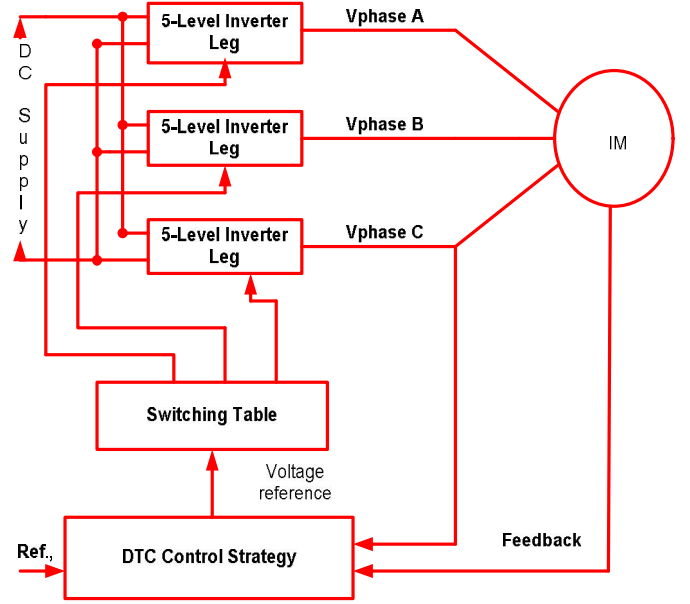 5-Level Inverter
Leg
Vphase A
DC Supply
5-Level Inverter
Leg
Vphase B
IM
5-Level Inverter
Leg
Vphase C
Switching Table
Voltage
reference
Ref.,
DTC Control Strategy
Feedback